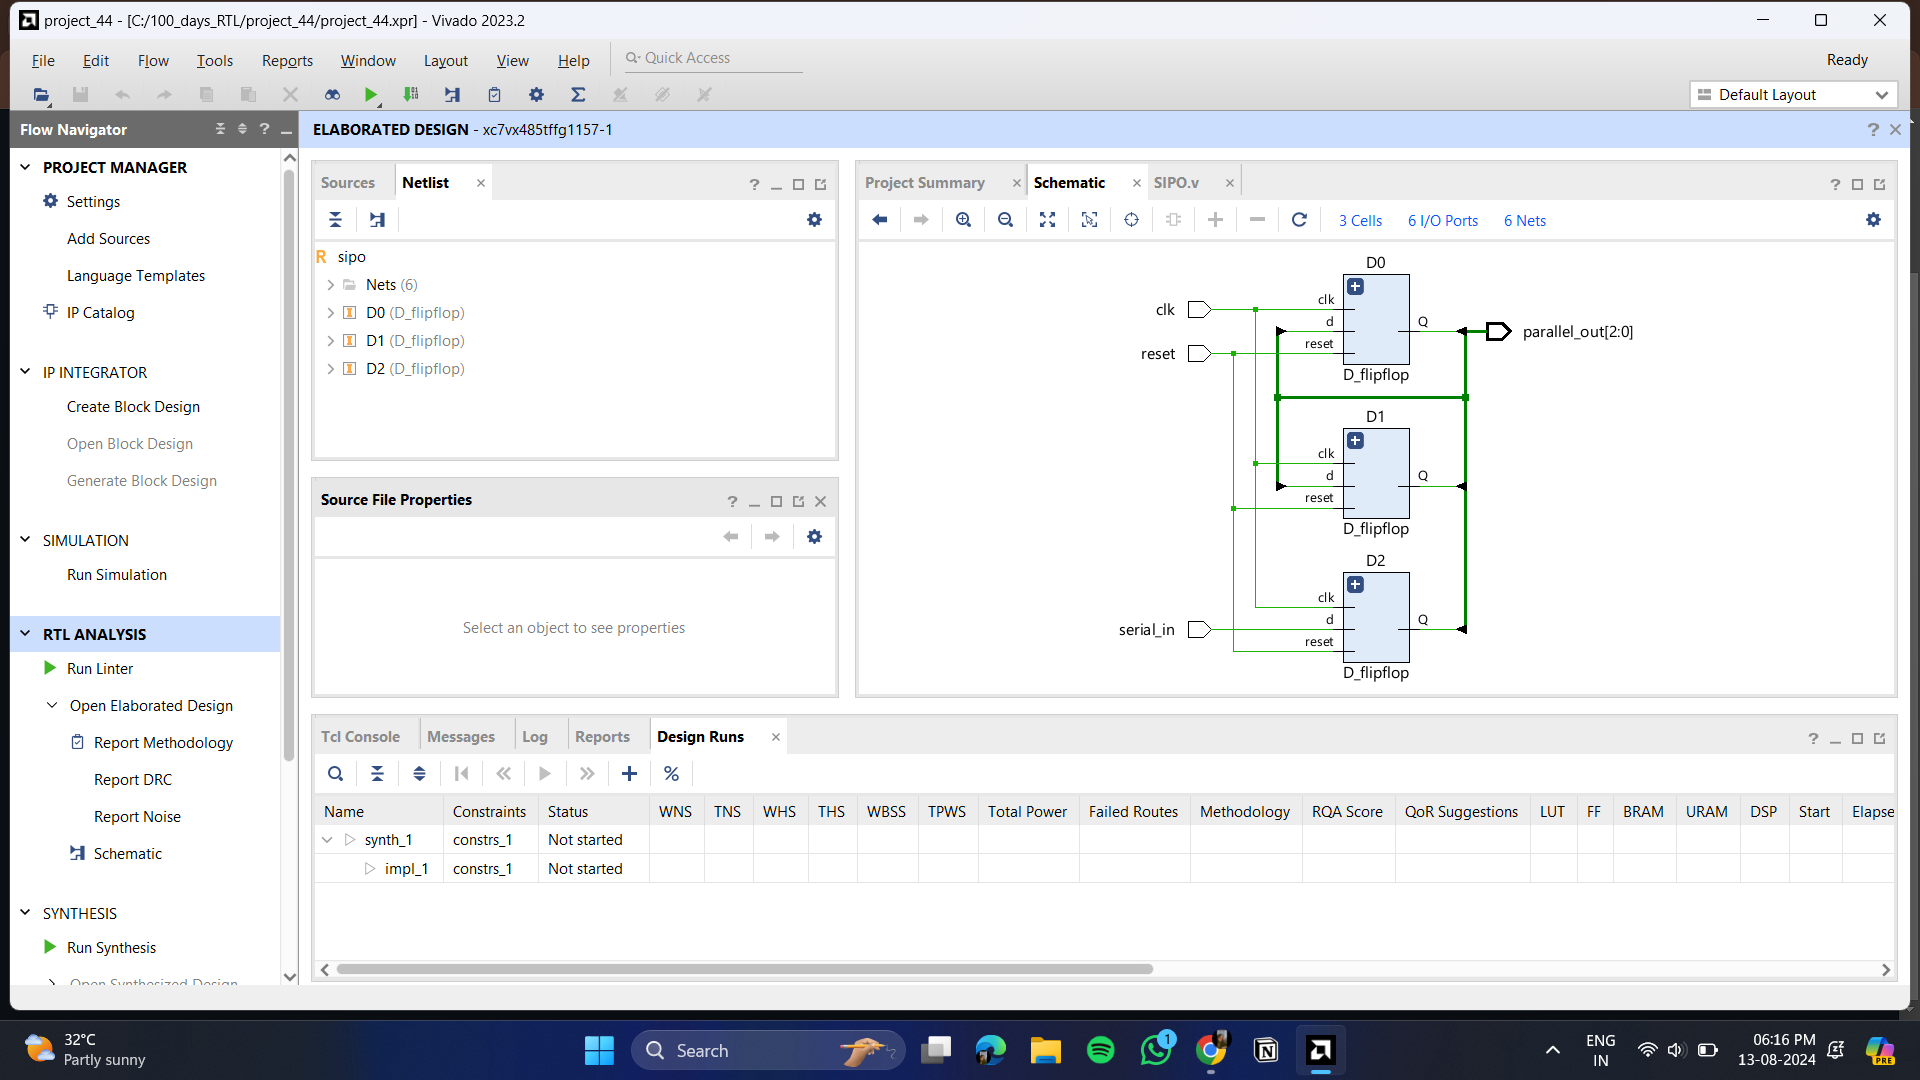 project_44 - [C:/100_days_RTL/project_44/project_44.xpr] - Vivado 2023.2
File Edit Flow Tools Reports Window Layout View Help Quick Access Ready
Default Layout
Flow Navigator
ELABORATED DESIGN - xc7vx485tffg1157-1
PROJECT MANAGER
Settings
Add Sources
Language Templates
IP Catalog
IP INTEGRATOR
Create Block Design
Open Block Design
Generate Block Design
SIMULATION
Run Simulation
RTL ANALYSIS
Run Linter
Open Elaborated Design
Report Methodology
Report DRC
Report Noise
Schematic
SYNTHESIS
Run Synthesis
Open Synthesized Design
Sources Netlist
sipo
Nets (6)
D0 (D_flipflop)
D1 (D_flipflop)
D2 (D_flipflop)
Source File Properties
Select an object to see properties
Project Summary Schematic SIPO.v
3 Cells 6 I/O Ports 6 Nets
D0
clk
clk
d
Q
parallel_out[2:0]
reset
reset
D_flipflop
D1
clk
d
Q
reset
D_flipflop
D2
clk
d
Q
serial_in
reset
D_flipflop
Tcl Console Messages Log Reports Design Runs
Name Constraints Status WNS TNS WHS THS WBSS TPWS Total Power Failed Routes Methodology RQA Score QoR Suggestions LUT FF BRAM URAM DSP Start Elapse
synth_1 constrs_1 Not started
impl_1 constrs_1 Not started
32°C
Partly sunny
Search
1
ENG
IN
06:16 PM
13-08-2024
PRE